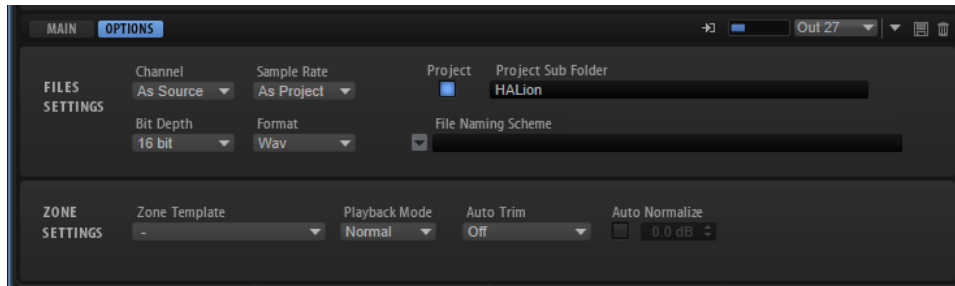 MAIN OPTIONS Out 27
FILES SETTINGS
Channel Sample Rate Project Project Sub Folder
As Source As Project HALion
Bit Depth Format File Naming Scheme
16 bit Wav
ZONE SETTINGS
Zone Template Playback Mode Auto Trim Auto Normalize
- Normal Off 0.0 dB